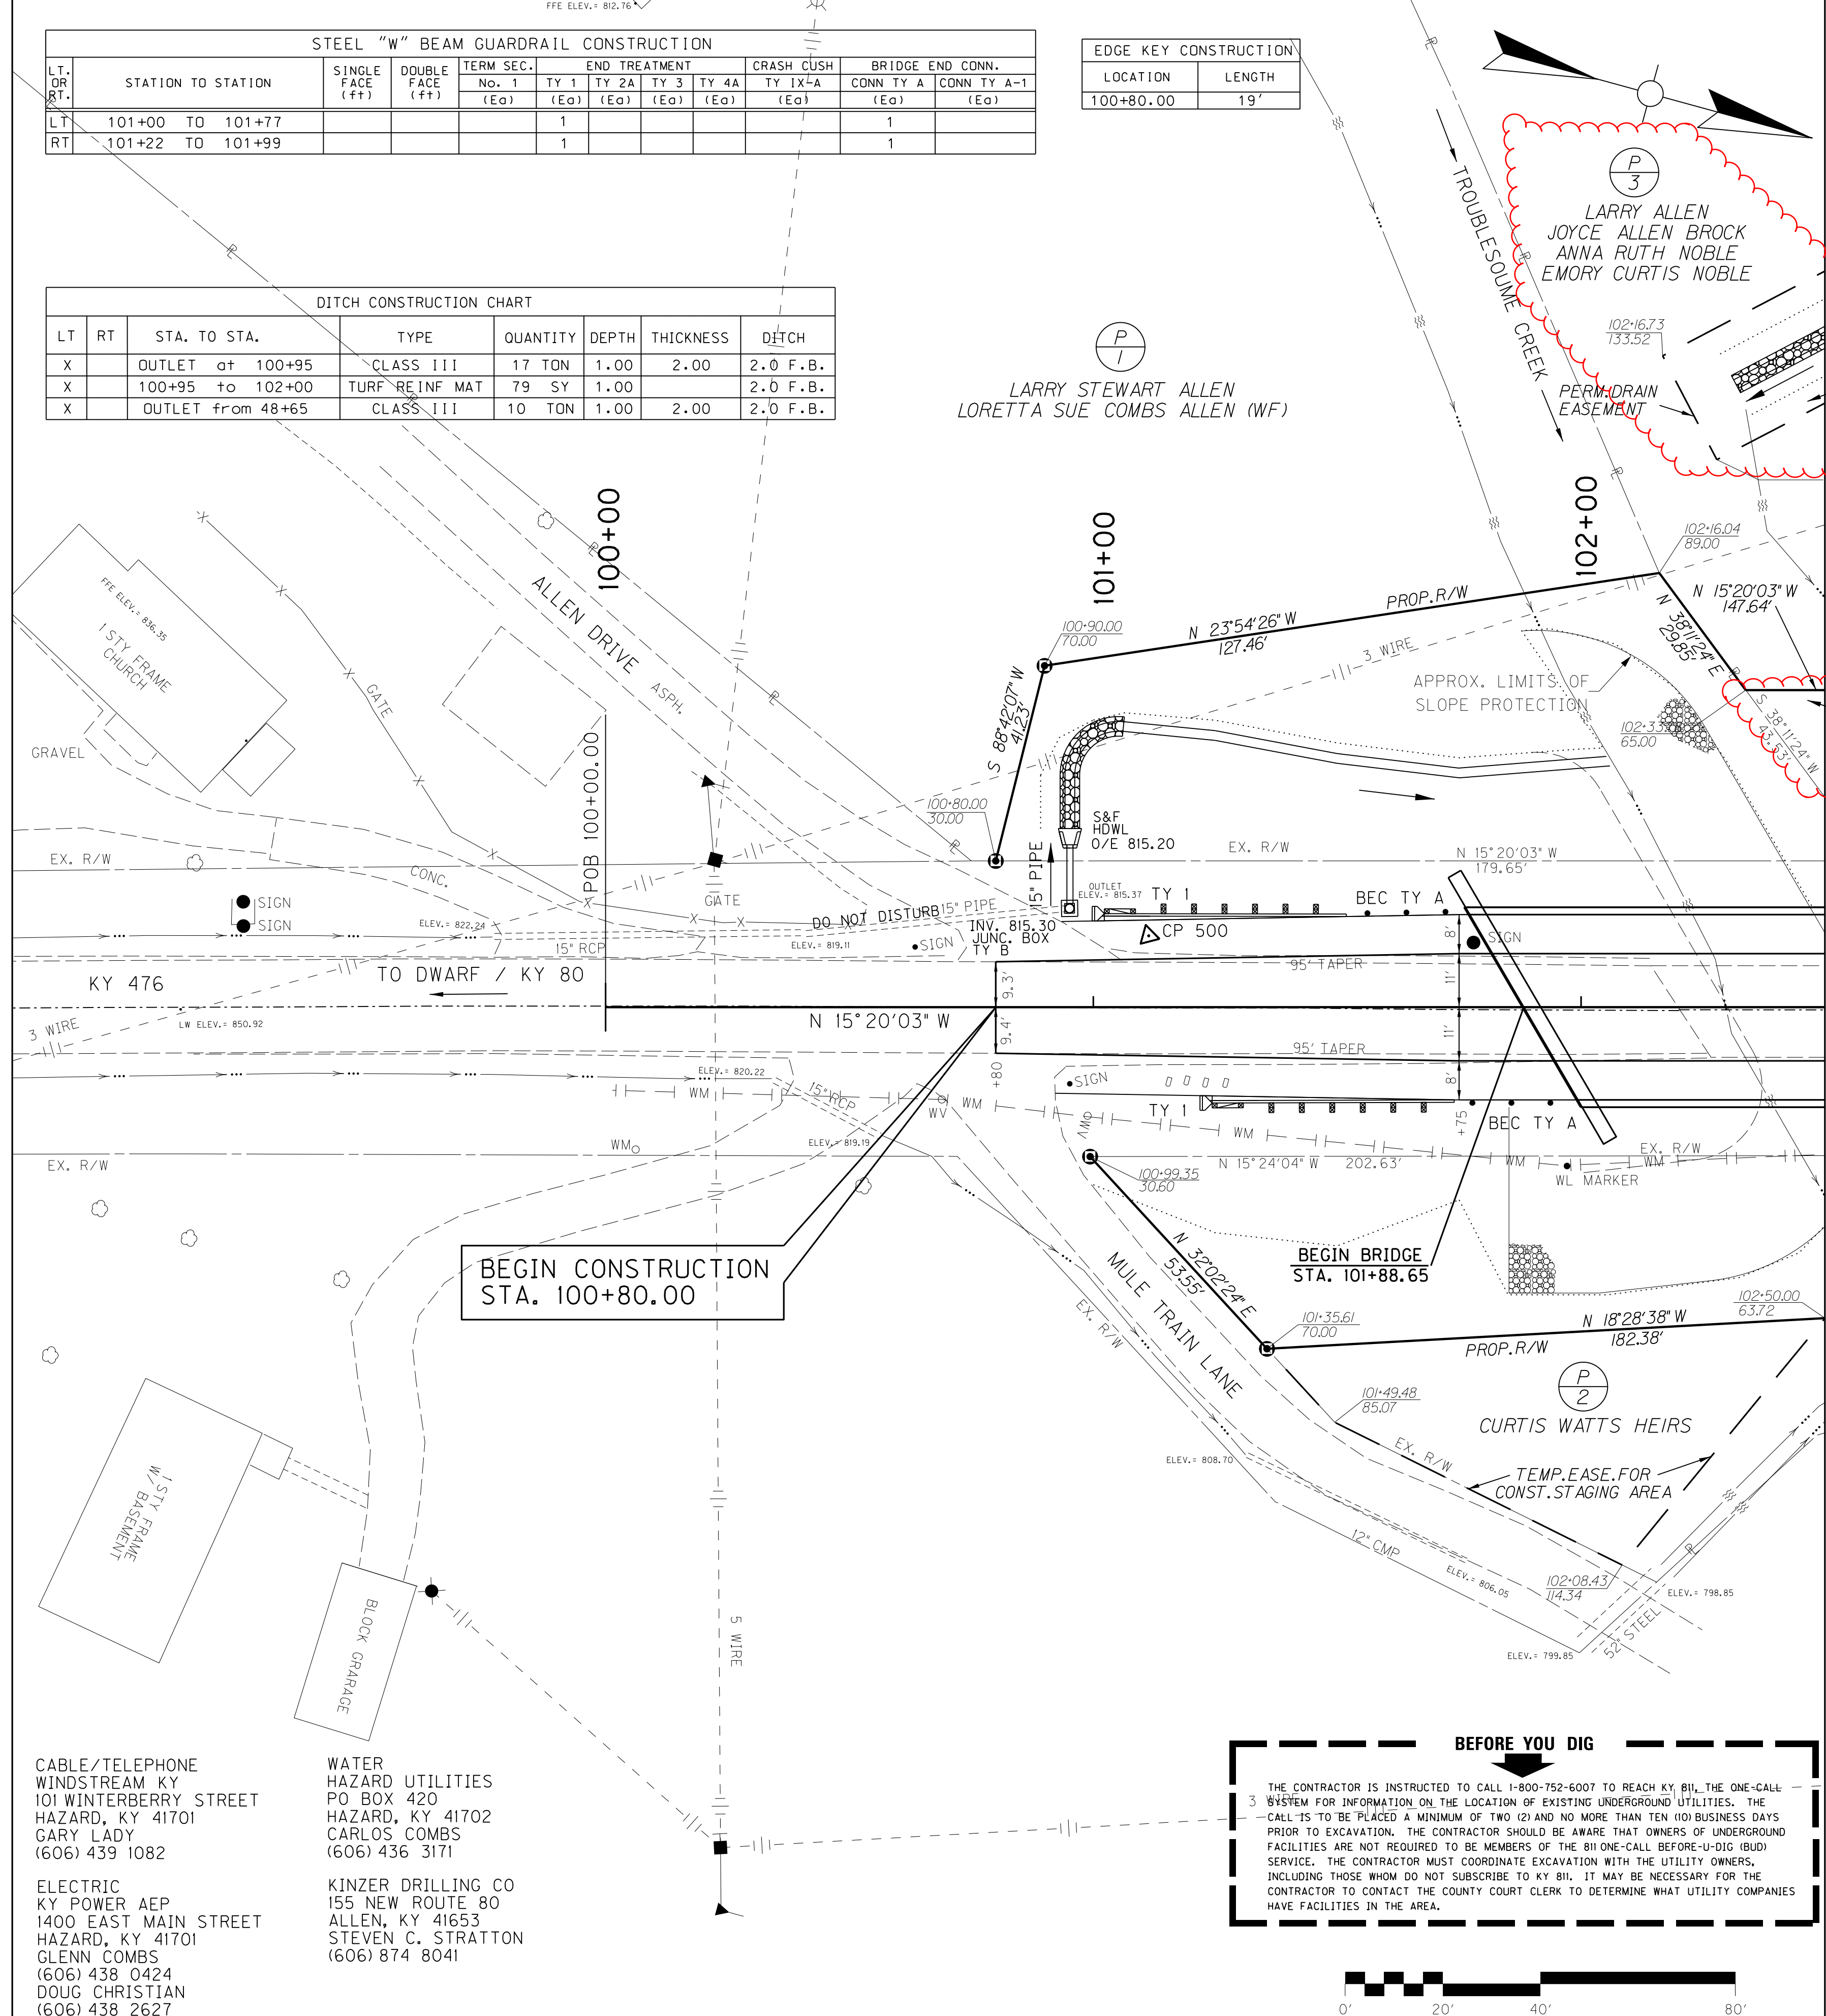 FFE ELEV.= 812.76
STEEL "W" BEAM GUARDRAIL CONSTRUCTION
LT. OR RT.
STATION TO STATION
SINGLE FACE (ft)
DOUBLE FACE (ft)
TERM SEC.
END TREATMENT
CRASH CUSH
BRIDGE END CONN.
No. 1 TY 1 TY 2A TY 3 TY 4A TY IX-A CONN TY A CONN TY A-1
(Ea) (Ea) (Ea) (Ea) (Ea) (Ea) (Ea) (Ea)
LT 101+00 TO 101+77 1 1
RT 101+22 TO 101+99 1 1
EDGE KEY CONSTRUCTION
LOCATION LENGTH
100+80.00 19'
DITCH CONSTRUCTION CHART
LT RT STA. TO STA. TYPE QUANTITY DEPTH THICKNESS DITCH
X OUTLET at 100+95 CLASS III 17 TON 1.00 2.00 2.0 F.B.
X 100+95 to 102+00 TURF REINF MAT 79 SY 1.00 2.0 F.B.
X OUTLET from 48+65 CLASS III 10 TON 1.00 2.00 2.0 F.B.
P
1
LARRY STEWART ALLEN
LORETTA SUE COMBS ALLEN (WF)
TROUBLESOUME CREEK
P
3
LARRY ALLEN
JOYCE ALLEN BROCK
ANNA RUTH NOBLE
EMORY CURTIS NOBLE
102+16.73
133.52
PERM.DRAIN
EASEMENT
100+00
101+00
102+00
102+16.04
89.00
N 15°20'03" W
147.64'
N 38°11'24" E
29.85'
S 38°11'24" W
43.53'
PROP.R/W
N 23°54'26" W
127.46'
100+90.00
70.00
S 88°42'07" W
41.23'
3 WIRE
APPROX. LIMITS OF
SLOPE PROTECTION
65.00
FFE ELEV.= 836.35
1 STY FRAME
CHURCH
GATE
GRAVEL
ALLEN DRIVE
ASPH.
POB 100+00.00
100+80.00
30.00
S&F
HDWL
O/E 815.20
15" PIPE
EX. R/W
N 15°20'03" W
179.65'
EX. R/W
CONC.
GATE
SIGN
SIGN
ELEV.= 822.24
15" RCP
DO NOT DISTURB
15" PIPE
ELEV.= 819.11
SIGN
INV. 815.30
JUNC. BOX
TY B
OUTLET
ELEV.= 815.37
TY 1
CP 500
BEC TY A
SIGN
8'
11'
11'
8'
95' TAPER
9.3'
9.4'
KY 476
TO DWARF / KY 80
LW ELEV.= 850.92
3 WIRE
N 15°20'03" W
95' TAPER
+80
+75
ELEV.= 820.22
15" RCP
WM
WM
WV
SIGN
TY 1
BEC TY A
WM
WV
WM
WM
WL MARKER
ELEV.= 819.19
WM
EX. R/W
N 15°24'04" W 202.63'
EX. R/W
100+99.35
30.60
BEGIN CONSTRUCTION
STA. 100+80.00
BEGIN BRIDGE
STA. 101+88.65
N 32°02'24" E
53.55'
MULE TRAIN LANE
EX. R/W
101+35.61
70.00
102+50.00
63.72
N 18°28'38" W
182.38'
PROP.R/W
P
2
CURTIS WATTS HEIRS
101+49.48
85.07
EX. R/W
TEMP.EASE.FOR
CONST.STAGING AREA
ELEV.= 808.70
12" CMP
ELEV.= 806.05
102+08.43
114.34
ELEV.= 798.85
52" STEEL
ELEV.= 799.85
1 STY FRAME
W/ BASEMENT
BLOCK GRARAGE
5 WIRE
3 WIRE
CABLE/TELEPHONE
WINDSTREAM KY
101 WINTERBERRY STREET
HAZARD, KY 41701
GARY LADY
(606) 439 1082
ELECTRIC
KY POWER AEP
1400 EAST MAIN STREET
HAZARD, KY 41701
GLENN COMBS
(606) 438 0424
DOUG CHRISTIAN
(606) 438 2627
WATER
HAZARD UTILITIES
PO BOX 420
HAZARD, KY 41702
CARLOS COMBS
(606) 436 3171
KINZER DRILLING CO
155 NEW ROUTE 80
ALLEN, KY 41653
STEVEN C. STRATTON
(606) 874 8041
BEFORE YOU DIG
THE CONTRACTOR IS INSTRUCTED TO CALL 1-800-752-6007 TO REACH KY 811, THE ONE-CALL
SYSTEM FOR INFORMATION ON THE LOCATION OF EXISTING UNDERGROUND UTILITIES. THE
CALL IS TO BE PLACED A MINIMUM OF TWO (2) AND NO MORE THAN TEN (10) BUSINESS DAYS
PRIOR TO EXCAVATION. THE CONTRACTOR SHOULD BE AWARE THAT OWNERS OF UNDERGROUND
FACILITIES ARE NOT REQUIRED TO BE MEMBERS OF THE 811 ONE-CALL BEFORE-U-DIG (BUD)
SERVICE. THE CONTRACTOR MUST COORDINATE EXCAVATION WITH THE UTILITY OWNERS,
INCLUDING THOSE WHOM DO NOT SUBSCRIBE TO KY 811. IT MAY BE NECESSARY FOR THE
CONTRACTOR TO CONTACT THE COUNTY COURT CLERK TO DETERMINE WHAT UTILITY COMPANIES
HAVE FACILITIES IN THE AREA.
0' 20' 40' 80'